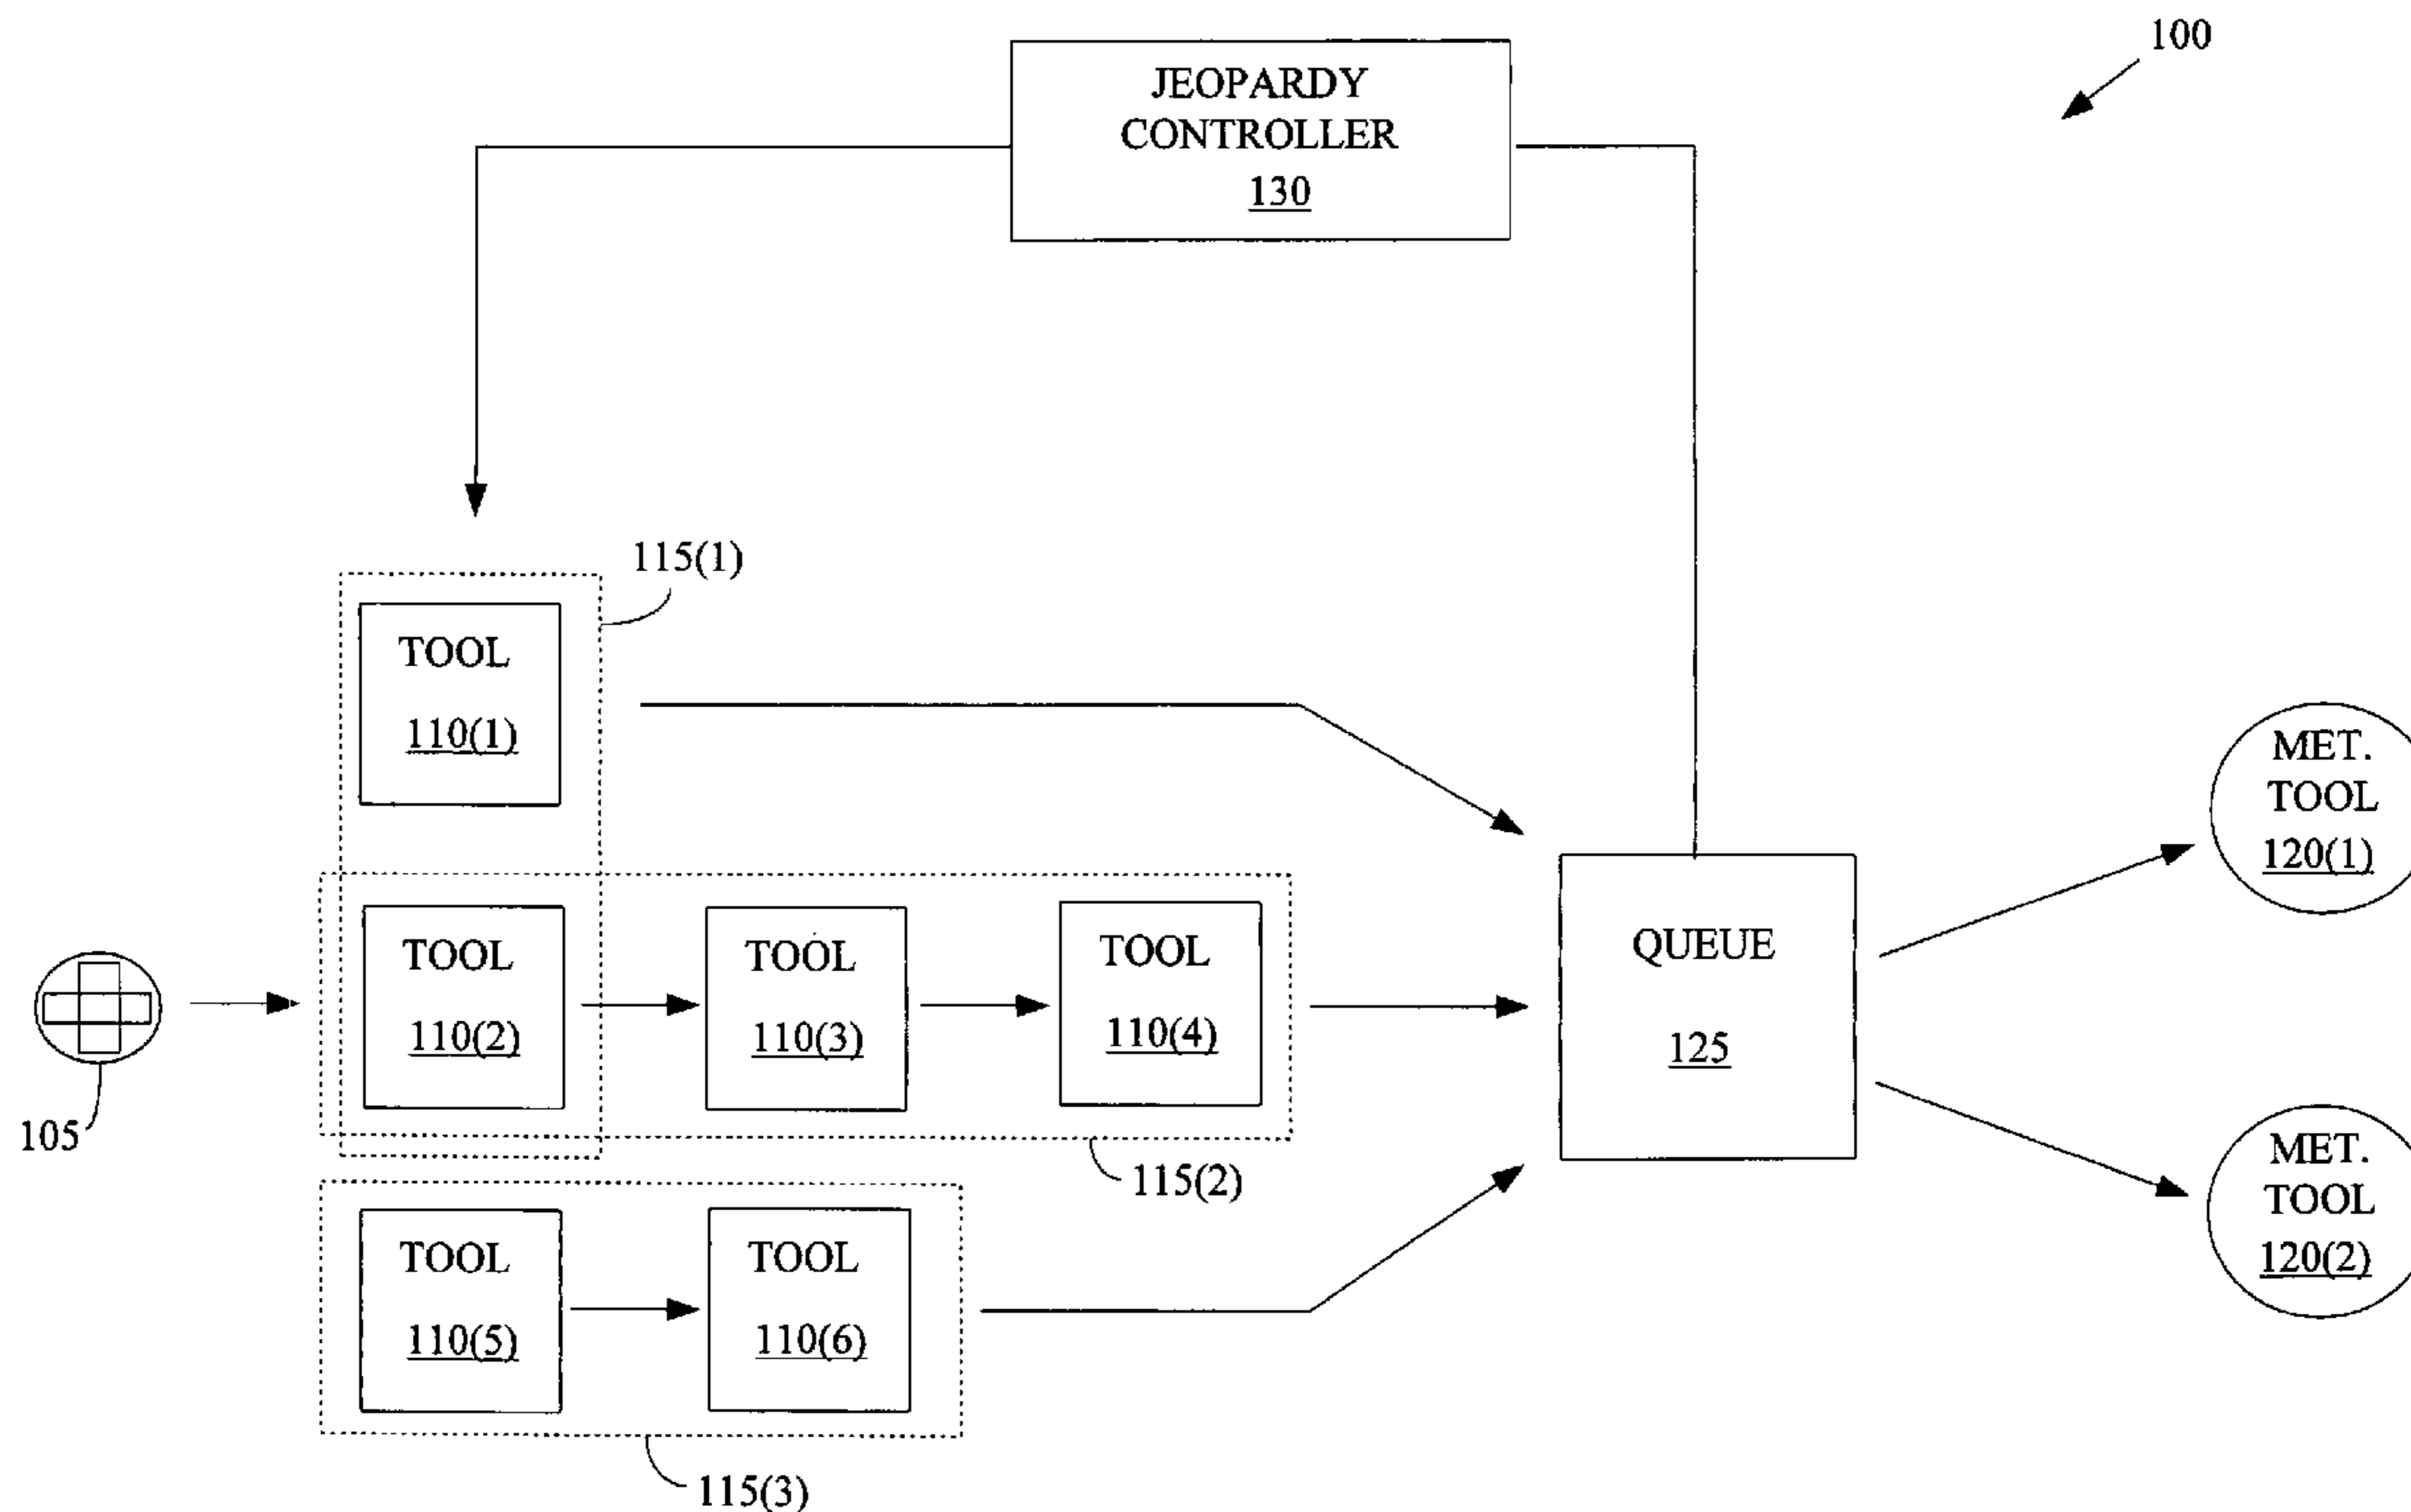 100
JEOPARDY
CONTROLLER
130
115(1)
TOOL
110(1)
MET.
TOOL
120(1)
TOOL
110(2)
TOOL
110(3)
TOOL
110(4)
QUEUE
125
105
115(2)
MET.
TOOL
120(2)
TOOL
110(5)
TOOL
110(6)
115(3)